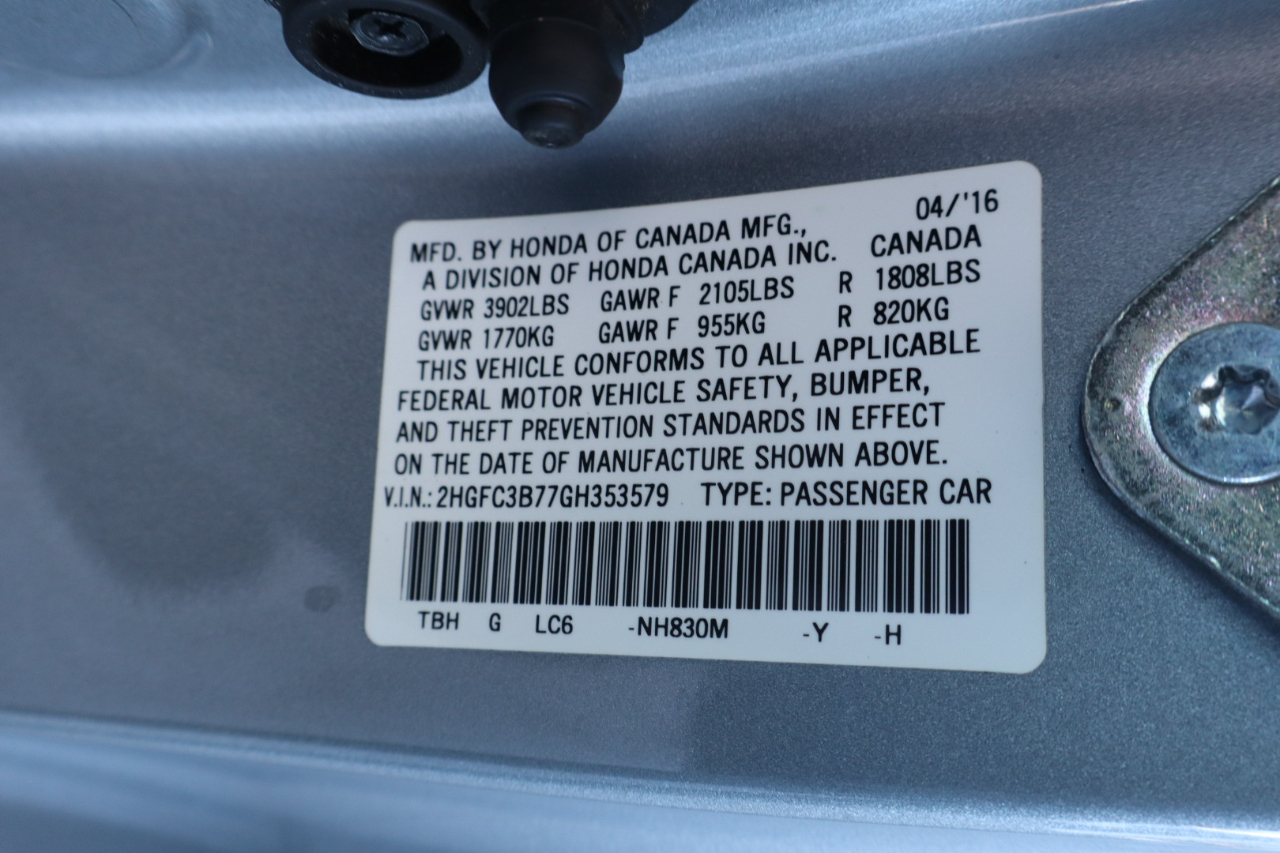 04/'16
MFD. BY HONDA OF CANADA MFG.,
A DIVISION OF HONDA CANADA INC. CANADA
GVWR 3902LBS GAWR F 2105LBS R 1808LBS
GVWR 1770KG GAWR F 955KG R 820KG
THIS VEHICLE CONFORMS TO ALL APPLICABLE
FEDERAL MOTOR VEHICLE SAFETY, BUMPER,
AND THEFT PREVENTION STANDARDS IN EFFECT
ON THE DATE OF MANUFACTURE SHOWN ABOVE.
V.I.N.: 2HGFC3B77GH353579 TYPE: PASSENGER CAR
TBH G LC6 -NH830M -Y -H